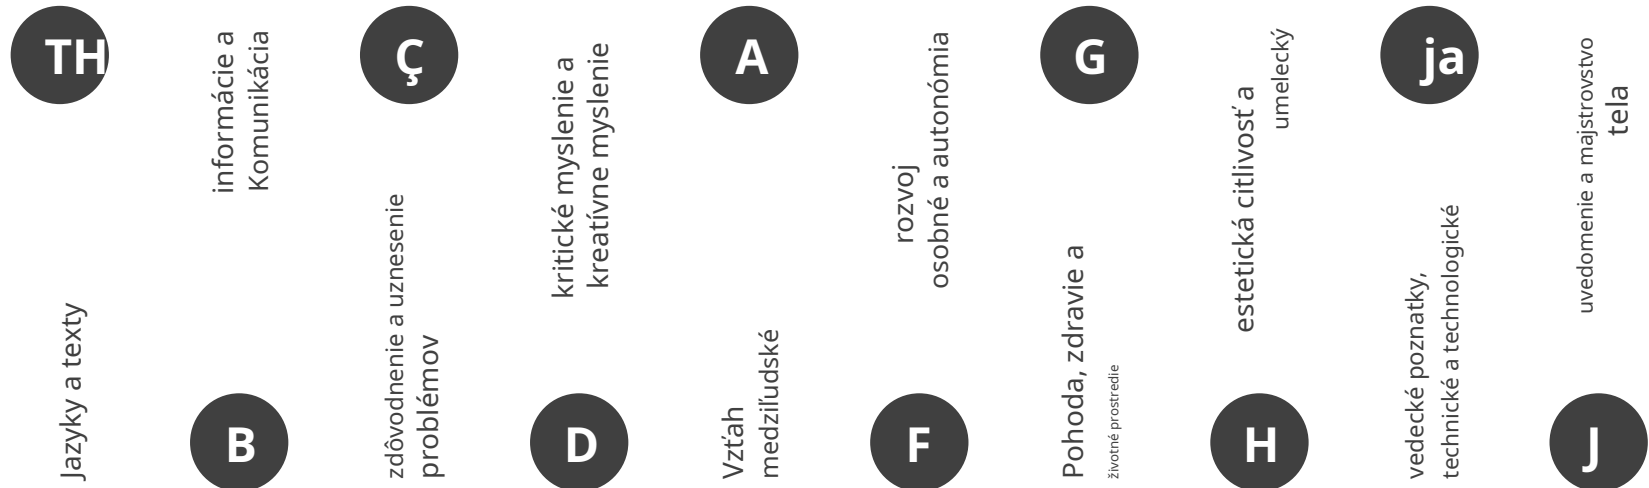 TH
Jazyky a texty
informácie a
Komunikácia
B
Ç
zdôvodnenie a uznesenie
problémov
kritické myslenie a
kreatívne myslenie
D
A
Vzťah
medziľudské
rozvoj
osobné a autonómia
F
G
Pohoda, zdravie a
životné prostredie
estetická citlivosť a
umelecký
H
ja
vedecké poznatky,
technické a technologické
uvedomenie a majstrovstvo
tela
J